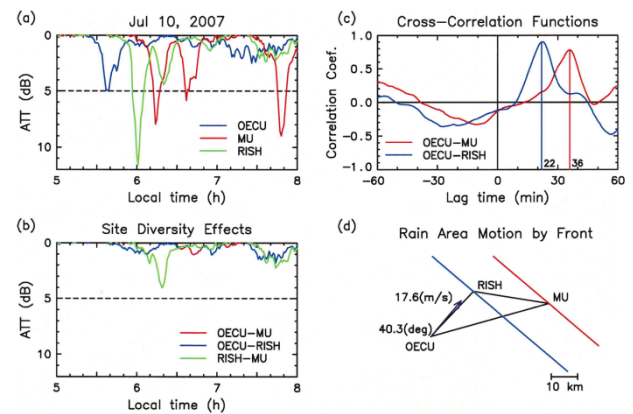 (a) Jul 10, 2007
0
5
10
ATT (dB)
OECU
MU
RISH
5 6 7 8
Local time (h)
(b) Site Diversity Effects
0
5
10
ATT (dB)
OECU-MU
OECU-RISH
RISH-MU
5 6 7 8
Local time (h)
(c) Cross-Correlation Functions
1.0
0.5
0.0
-0.5
-1.0
Correlation Coef.
OECU-MU
OECU-RISH
22
36
-60 -30 0 30 60
Lag time (min)
(d) Rain Area Motion by Front
RISH
17.6(m/s)
MU
40.3(deg)
OECU
10 km